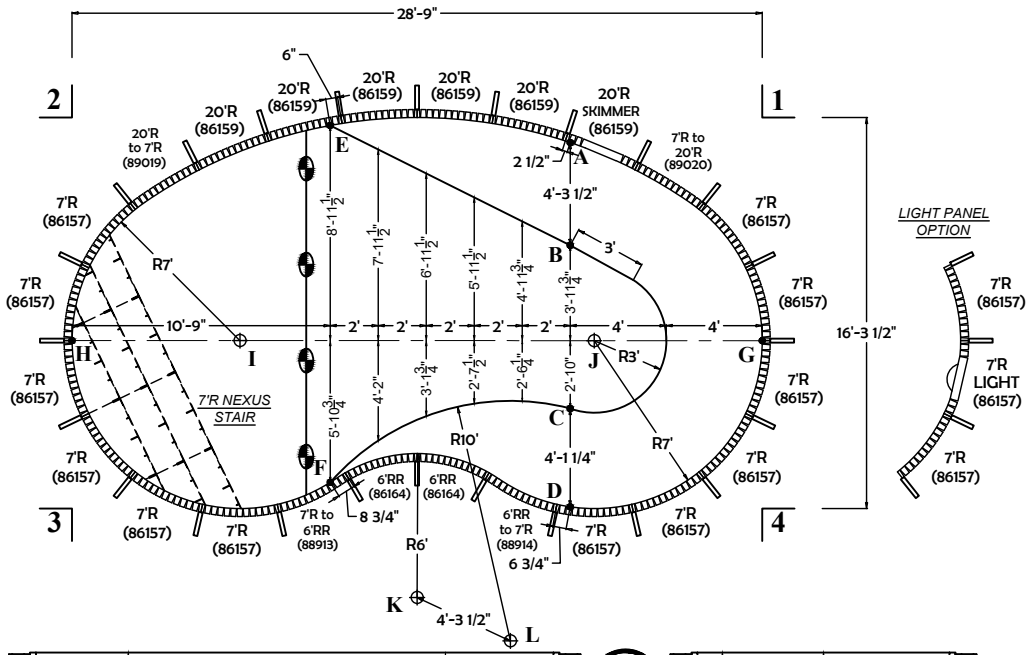 28'-9"
6"
2
1
20'R
(86159)
20'R
(86159)
20'R
(86159)
20'R
(86159)
20'R
(86159)
20'R
SKIMMER
(86159)
20'R
to 7'R
(89019)
7'R to
20'R
(89020)
E
A
2 1/2"
4'-3 1/2"
7'R
(86157)
7'R
(86157)
LIGHT PANEL
OPTION
8'-11 1/2"
7'-11 1/2"
6'-11 1/2"
5'-11 1/2"
4'-11 3/4"
3'-11 3/4"
B
3'
R7'
7'R
(86157)
7'R
(86157)
7'R
(86157)
10'-9"
2'
2'
2'
2'
2'
4'
4'
16'-3 1/2"
H
I
J
G
R3'
5'-10 3/4"
4'-2"
3'-1 3/4"
2'-7 1/2"
2'-6 1/4"
2'-10"
7'R
(86157)
7'R
(86157)
7'R
LIGHT
(86157)
7'R NEXUS
STAIR
C
R10'
R7'
4'-1 1/4"
7'R
(86157)
7'R
(86157)
7'R
(86157)
F
D
6'RR
(86164)
6'RR
(86164)
3
4
7'R
(86157)
7'R to
6'RR
(88913)
8 3/4"
6'RR
to 7'R
(88914)
7'R
(86157)
7'R
(86157)
6 3/4"
R6'
K
4'-3 1/2"
L